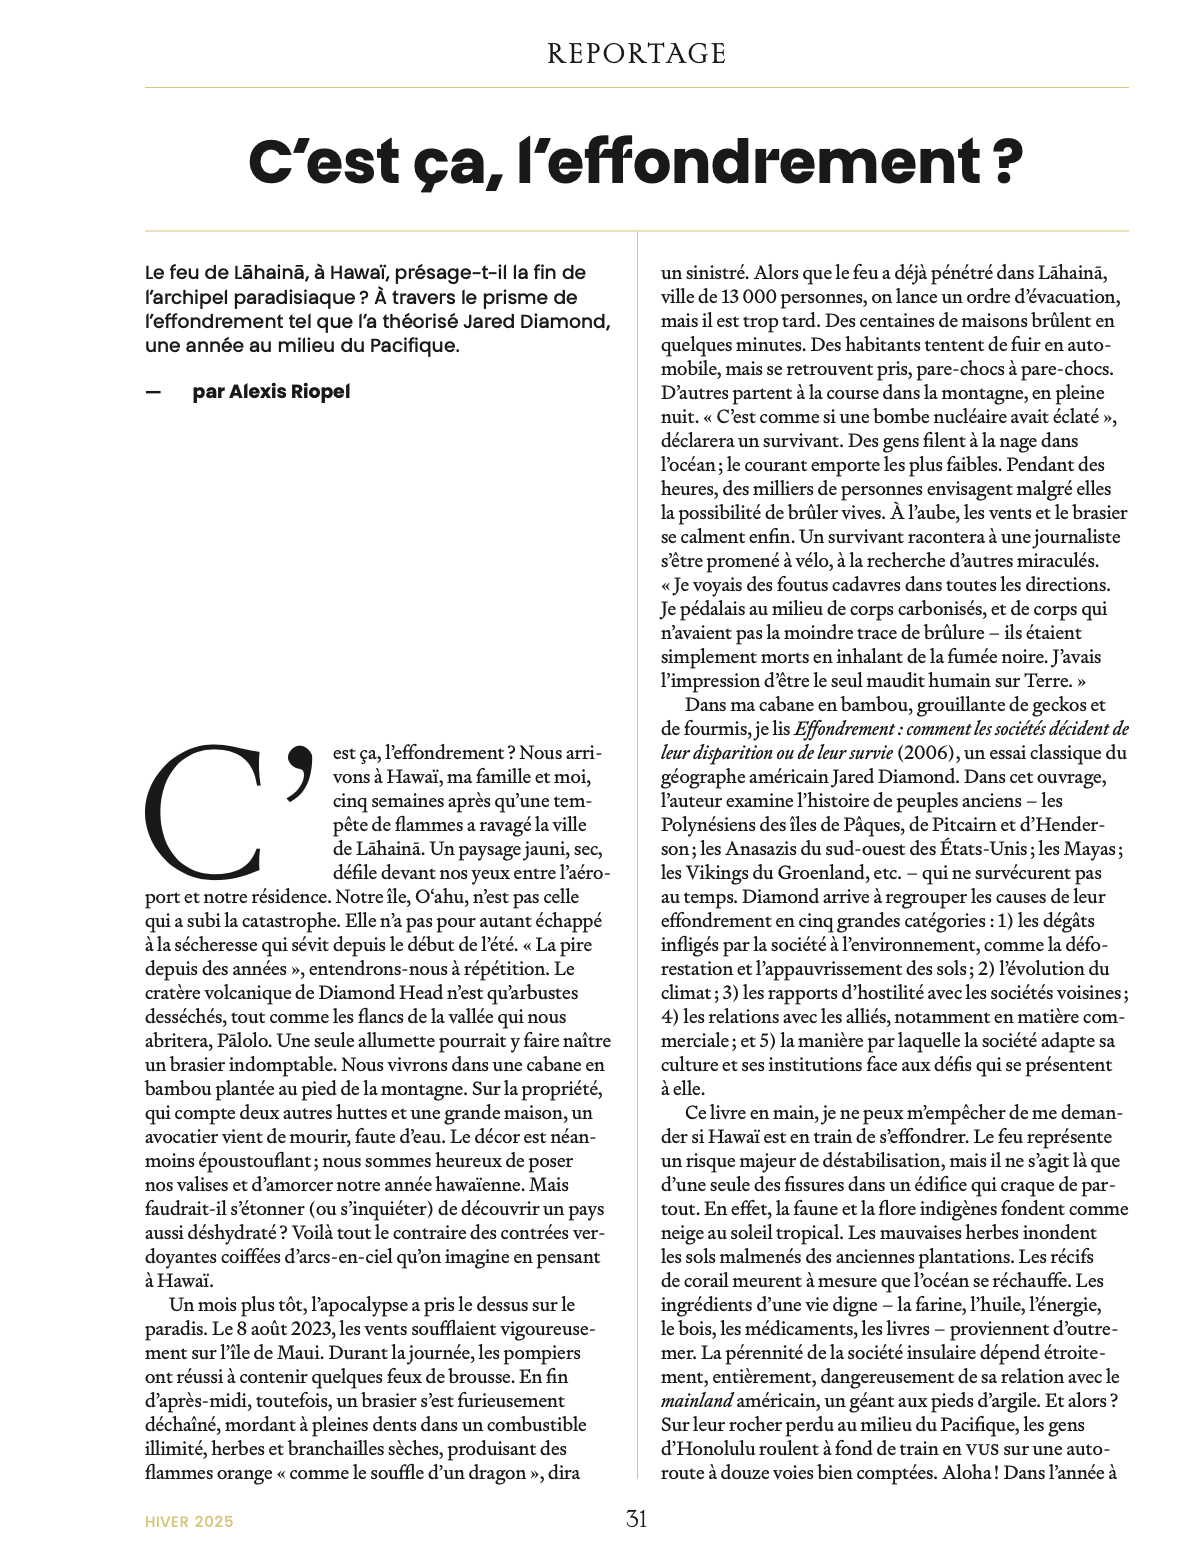 REPORTAGE
C’est ça, l’effondrement ?
Le feu de Lāhainā, à Hawaï, présage-t-il la fin de
l’archipel paradisiaque ? À travers le prisme de
l’effondrement tel que l’a théorisé Jared Diamond,
une année au milieu du Pacifique.
— par Alexis Riopel
C’est ça, l’effondrement ? Nous arri-
vons à Hawaï, ma famille et moi,
cinq semaines après qu’une tem-
pête de flammes a ravagé la ville
de Lāhainā. Un paysage jauni, sec,
défile devant nos yeux entre l’aéro-
port et notre résidence. Notre île, Oʻahu, n’est pas celle
qui a subi la catastrophe. Elle n’a pas pour autant échappé
à la sécheresse qui sévit depuis le début de l’été. « La pire
depuis des années », entendrons-nous à répétition. Le
cratère volcanique de Diamond Head n’est qu’arbustes
desséchés, tout comme les flancs de la vallée qui nous
abritera, Pālolo. Une seule allumette pourrait y faire naître
un brasier indomptable. Nous vivrons dans une cabane en
bambou plantée au pied de la montagne. Sur la propriété,
qui compte deux autres huttes et une grande maison, un
avocatier vient de mourir, faute d’eau. Le décor est néan-
moins époustouflant ; nous sommes heureux de poser
nos valises et d’amorcer notre année hawaïenne. Mais
faudrait-il s’étonner (ou s’inquiéter) de découvrir un pays
aussi déshydraté ? Voilà tout le contraire des contrées ver-
doyantes coiffées d’arcs-en-ciel qu’on imagine en pensant
à Hawaï.
Un mois plus tôt, l’apocalypse a pris le dessus sur le
paradis. Le 8 août 2023, les vents soufflaient vigoureuse-
ment sur l’île de Maui. Durant la journée, les pompiers
ont réussi à contenir quelques feux de brousse. En fin
d’après-midi, toutefois, un brasier s’est furieusement
déchaîné, mordant à pleines dents dans un combustible
illimité, herbes et branchailles sèches, produisant des
flammes orange « comme le souffle d’un dragon », dira
un sinistré. Alors que le feu a déjà pénétré dans Lāhainā,
ville de 13 000 personnes, on lance un ordre d’évacuation,
mais il est trop tard. Des centaines de maisons brûlent en
quelques minutes. Des habitants tentent de fuir en auto-
mobile, mais se retrouvent pris, pare-chocs à pare-chocs.
D’autres partent à la course dans la montagne, en pleine
nuit. « C’est comme si une bombe nucléaire avait éclaté »,
déclarera un survivant. Des gens filent à la nage dans
l’océan ; le courant emporte les plus faibles. Pendant des
heures, des milliers de personnes envisagent malgré elles
la possibilité de brûler vives. À l’aube, les vents et le brasier
se calment enfin. Un survivant racontera à une journaliste
s’être promené à vélo, à la recherche d’autres miraculés.
« Je voyais des foutus cadavres dans toutes les directions.
Je pédalais au milieu de corps carbonisés, et de corps qui
n’avaient pas la moindre trace de brûlure – ils étaient
simplement morts en inhalant de la fumée noire. J’avais
l’impression d’être le seul maudit humain sur Terre. »
Dans ma cabane en bambou, grouillante de geckos et
de fourmis, je lis Effondrement : comment les sociétés décident de
leur disparition ou de leur survie (2006), un essai classique du
géographe américain Jared Diamond. Dans cet ouvrage,
l’auteur examine l’histoire de peuples anciens – les
Polynésiens des îles de Pâques, de Pitcairn et d’Hender-
son ; les Anasazis du sud-ouest des États-Unis ; les Mayas ;
les Vikings du Groenland, etc. – qui ne survécurent pas
au temps. Diamond arrive à regrouper les causes de leur
effondrement en cinq grandes catégories : 1) les dégâts
infligés par la société à l’environnement, comme la défo-
restation et l’appauvrissement des sols ; 2) l’évolution du
climat ; 3) les rapports d’hostilité avec les sociétés voisines ;
4) les relations avec les alliés, notamment en matière com-
merciale ; et 5) la manière par laquelle la société adapte sa
culture et ses institutions face aux défis qui se présentent
à elle.
Ce livre en main, je ne peux m’empêcher de me deman-
der si Hawaï est en train de s’effondrer. Le feu représente
un risque majeur de déstabilisation, mais il ne s’agit là que
d’une seule des fissures dans un édifice qui craque de par-
tout. En effet, la faune et la flore indigènes fondent comme
neige au soleil tropical. Les mauvaises herbes inondent
les sols malmenés des anciennes plantations. Les récifs
de corail meurent à mesure que l’océan se réchauffe. Les
ingrédients d’une vie digne – la farine, l’huile, l’énergie,
le bois, les médicaments, les livres – proviennent d’outre-
mer. La pérennité de la société insulaire dépend étroite-
ment, entièrement, dangereusement de sa relation avec le
mainland américain, un géant aux pieds d’argile. Et alors ?
Sur leur rocher perdu au milieu du Pacifique, les gens
d’Honolulu roulent à fond de train en VUS sur une auto-
route à douze voies bien comptées. Aloha ! Dans l’année à
HIVER 2025
31